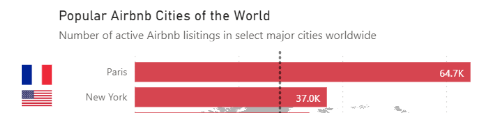 Popular Airbnb Cities of the World
Number of active Airbnb lisitings in select major cities worldwide
Paris 64.7K
New York 37.0K